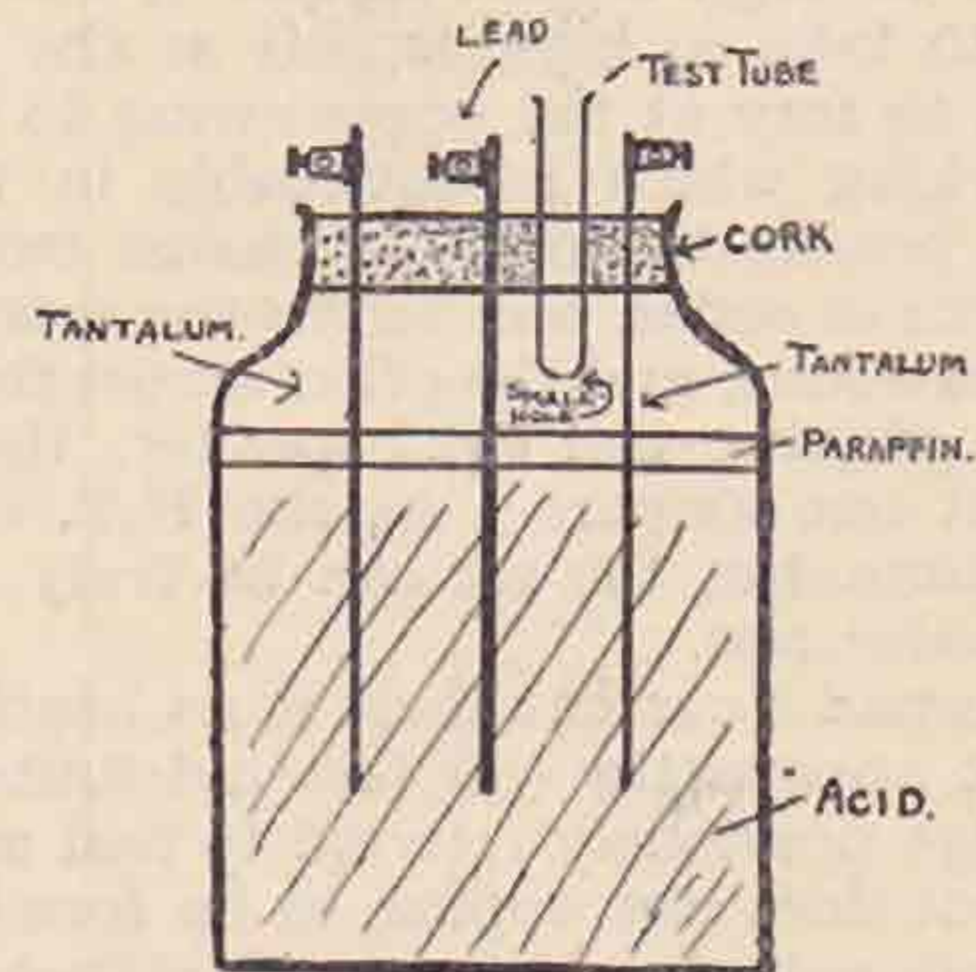 LEAD
TEST TUBE
CORK
TANTALUM.
TANTALUM
SMALL
HOLE
PARAFFIN.
ACID.